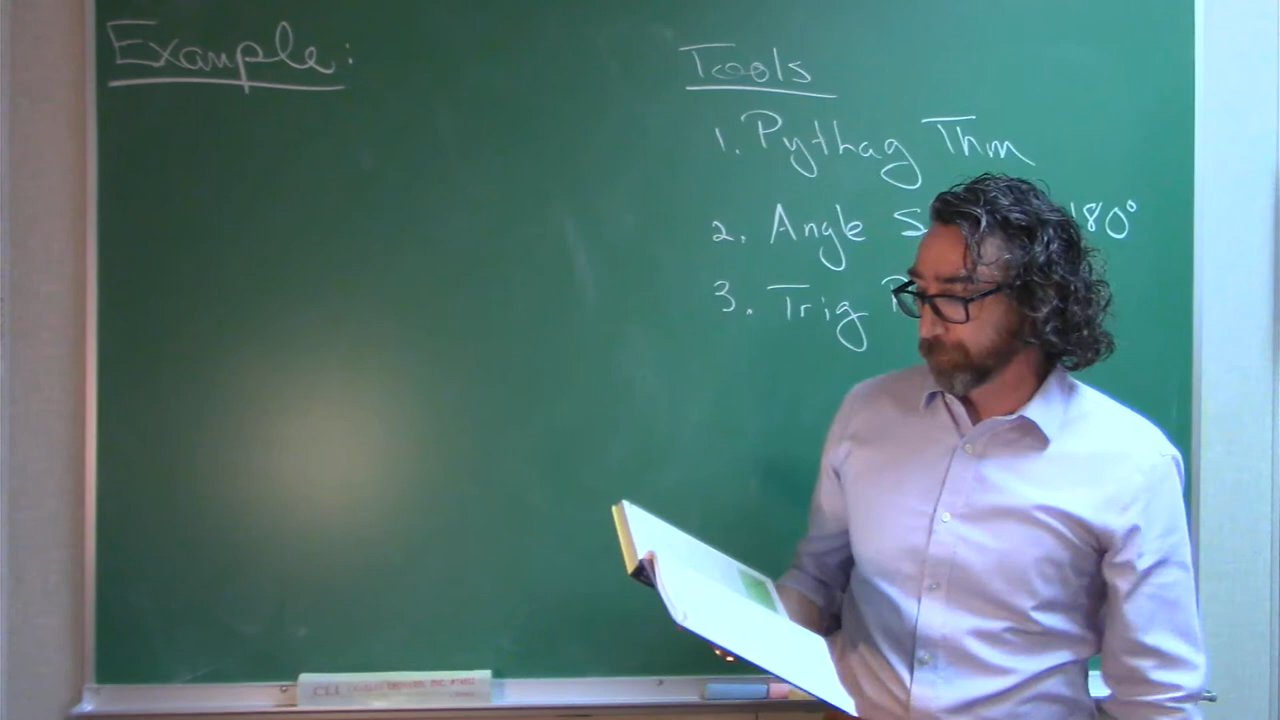 Example:
Tools
1. Pythag Thm
2. Angle S 180°
3. Trig